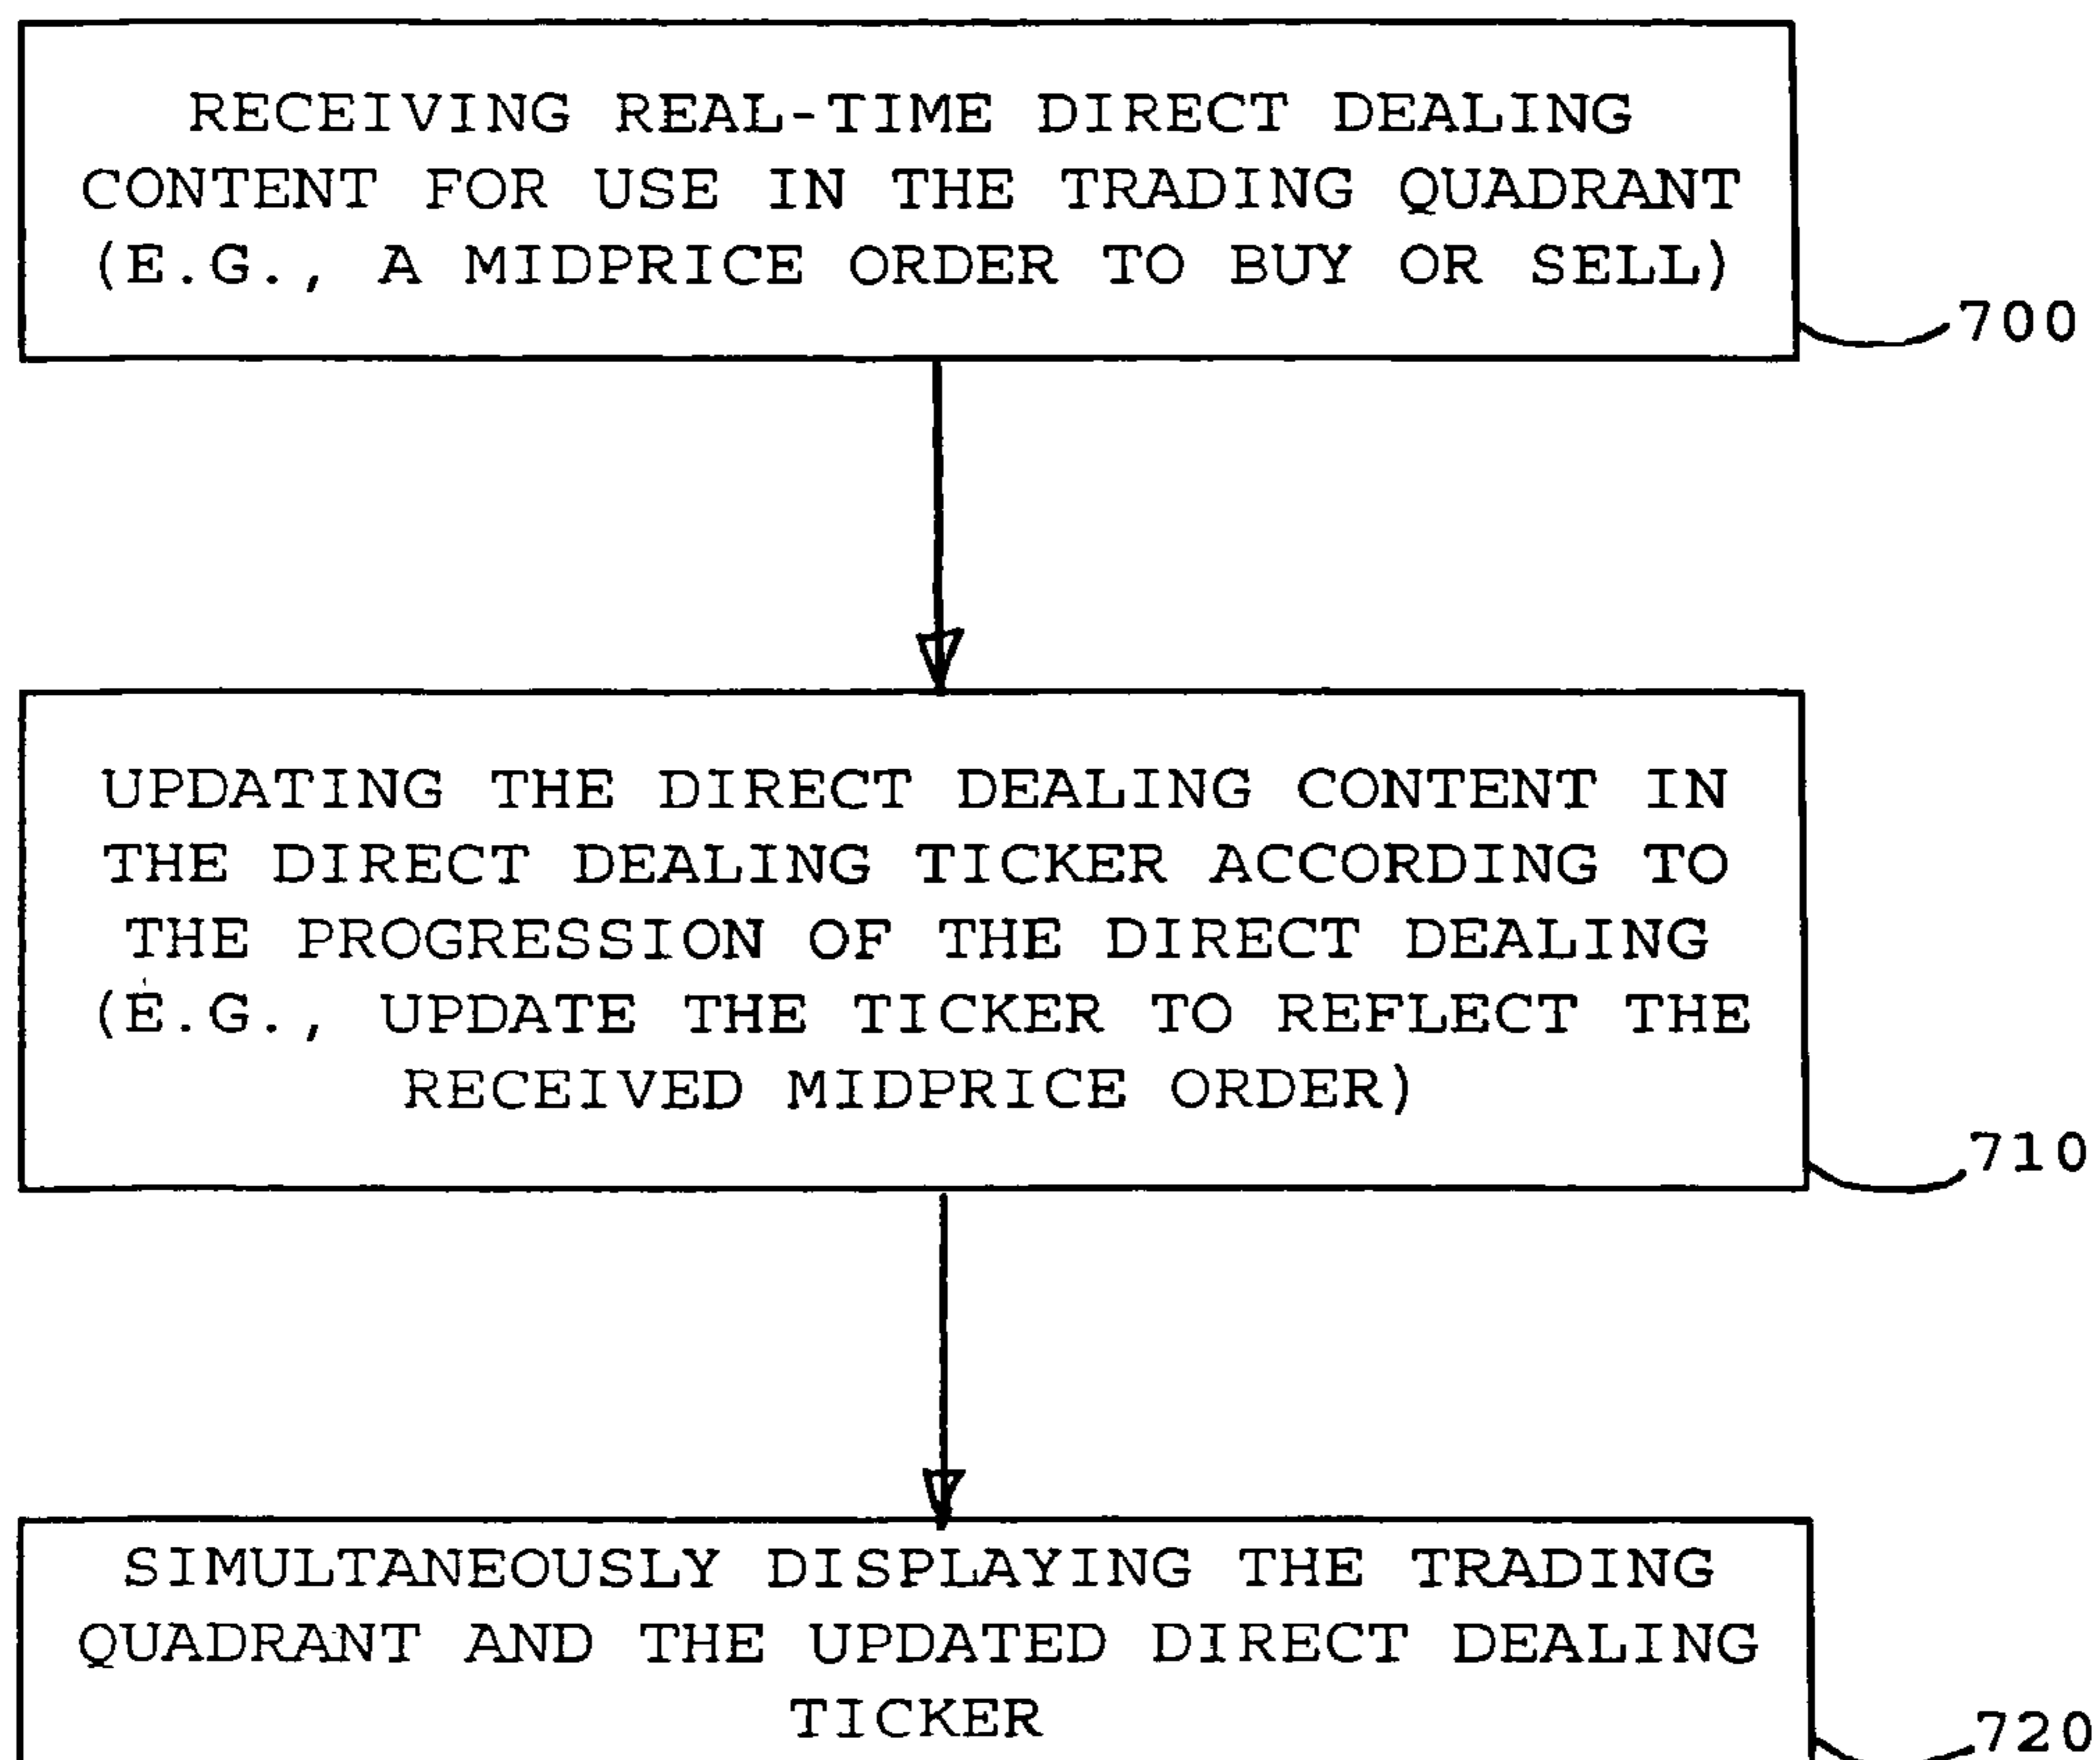 RECEIVING REAL-TIME DIRECT DEALING
CONTENT FOR USE IN THE TRADING QUADRANT
(E.G., A MIDPRICE ORDER TO BUY OR SELL)
700
UPDATING THE DIRECT DEALING CONTENT IN
THE DIRECT DEALING TICKER ACCORDING TO
THE PROGRESSION OF THE DIRECT DEALING
(E.G., UPDATE THE TICKER TO REFLECT THE
RECEIVED MIDPRICE ORDER)
710
SIMULTANEOUSLY DISPLAYING THE TRADING
QUADRANT AND THE UPDATED DIRECT DEALING
TICKER
720